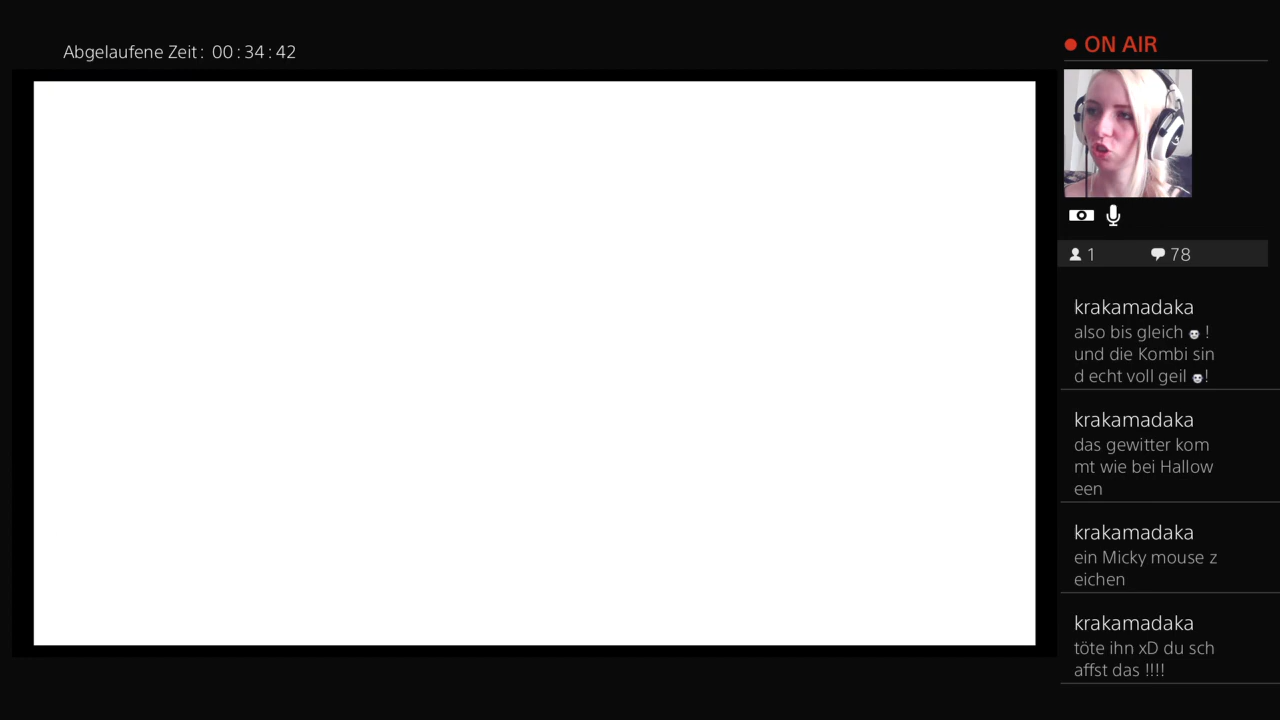 Abgelaufene Zeit: 00:34:42
ON AIR
1 78
krakamadaka
also bis gleich !
und die Kombi sin
d echt voll geil !
krakamadaka
das gewitter kom
mt wie bei Hallow
een
krakamadaka
ein Micky mouse z
eichen
krakamadaka
töte ihn xD du sch
affst das !!!!